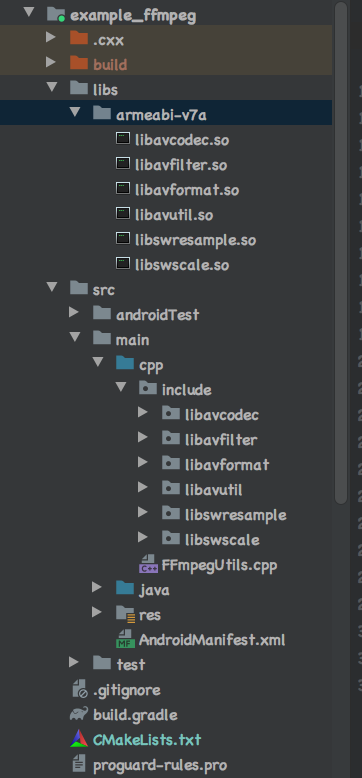 example_ffmpeg
.cxx
build
libs
armeabi-v7a
libavcodec.so
libavfilter.so
libavformat.so
libavutil.so
libswresample.so
libswscale.so
src
androidTest
main
cpp
include
libavcodec
libavfilter
libavformat
libavutil
libswresample
libswscale
C++ FFmpegUtils.cpp
java
res
MF AndroidManifest.xml
test
.gitignore
build.gradle
CMakeLists.txt
proguard-rules.pro